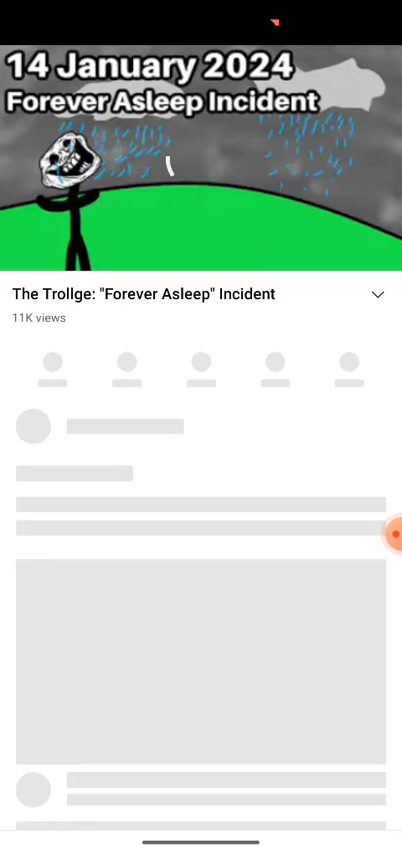 14 January 2024
Forever Asleep Incident
The Trollge: "Forever Asleep" Incident
11K views